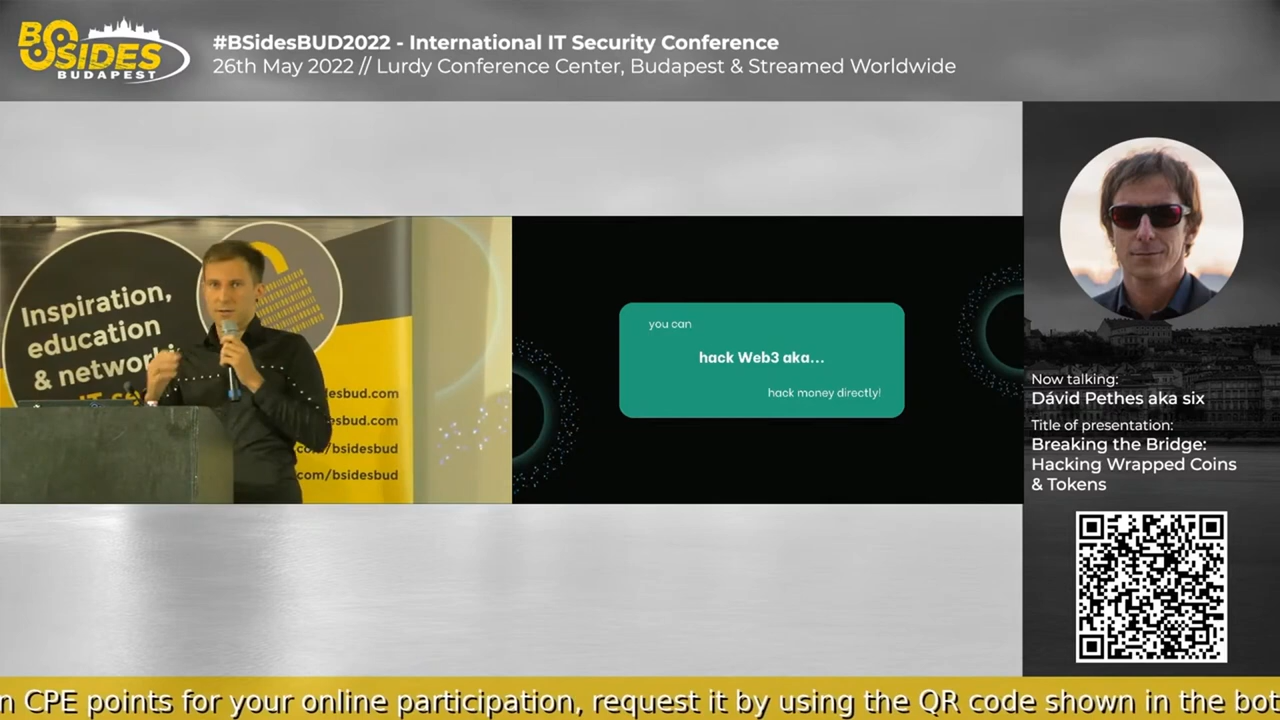 BSIDES
BUDAPEST
#BSidesBUD2022 - International IT Security Conference
26th May 2022 // Lurdy Conference Center, Budapest & Streamed Worldwide
Inspiration,
education
& networki
esbud.com
esbud.com
com/bsidesbud
com/bsidesbud
you can
hack Web3 aka...
hack money directly!
Now talking:
Dávid Pethes aka six
Title of presentation:
Breaking the Bridge:
Hacking Wrapped Coins
& Tokens
n CPE points for your online participation, request it by using the QR code shown in the bot